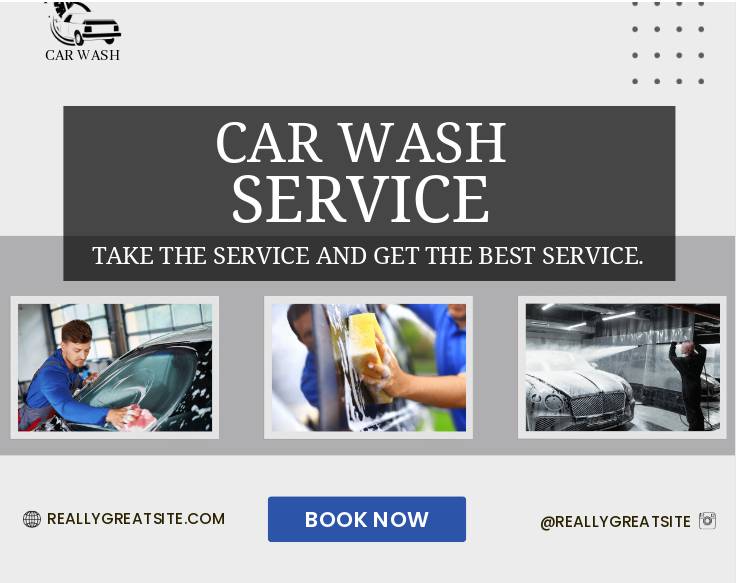 CAR WASH
CAR WASH
SERVICE
TAKE THE SERVICE AND GET THE BEST SERVICE.
REALLYGREATSITE.COM
BOOK NOW
@REALLYGREATSITE